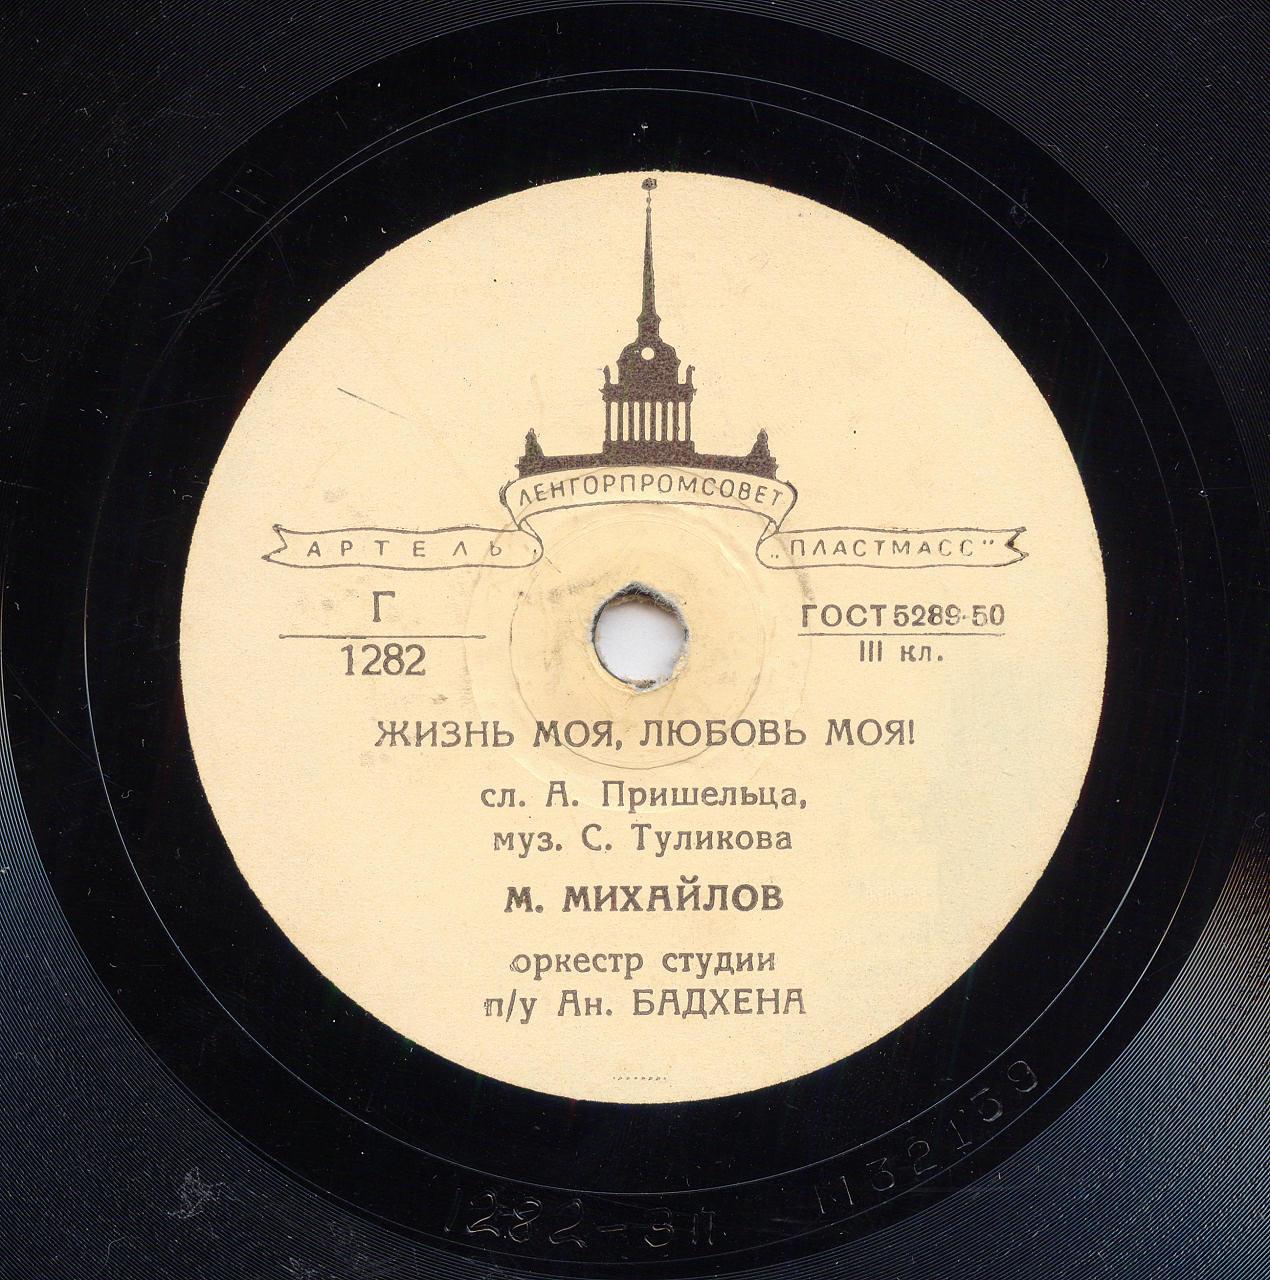 ЛЕНГОРПРОМСОВЕТ
АРТЕЛЬ „ПЛАСТМАСС"
Г
1282
ГОСТ 5289-50
III кл.
ЖИЗНЬ МОЯ, ЛЮБОВЬ МОЯ!
сл. А. Пришельца,
муз. С. Туликова
М. МИХАЙЛОВ
оркестр студии
п/у Ан. БАДХЕНА
1282-3П
М32139